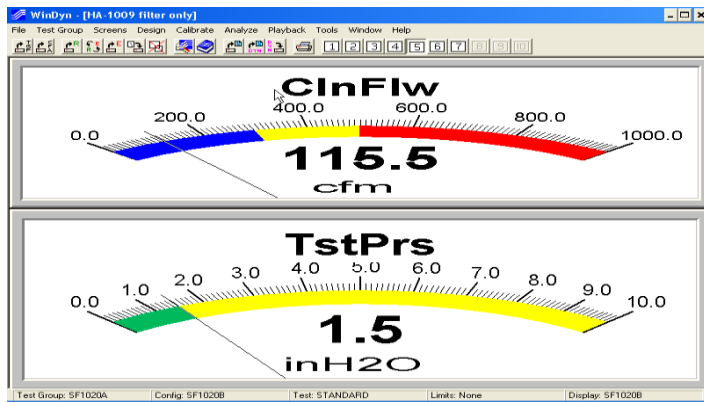 WinDyn - [HA-1009 filter only]
File Test Group Screens Design Calibrate Analyze Playback Tools Window Help
1 2 3 4 5 6 7 8 9 10
ClnFlw
0.0 200.0 400.0 600.0 800.0 1000.0
115.5
cfm
TstPrs
0.0 1.0 2.0 3.0 4.0 5.0 6.0 7.0 8.0 9.0 10.0
1.5
inH2O
Test Group: SF1020A Config: SF1020B Test: STANDARD Limits: None Display: SF1020B